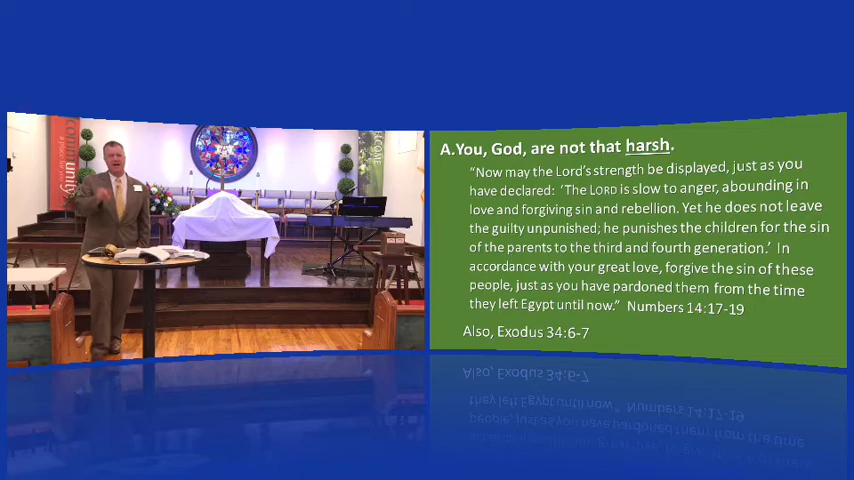 community
WELCOME
A.You, God, are not that harsh.
"Now may the Lord's strength be displayed, just as you
have declared: 'The LORD is slow to anger, abounding in
love and forgiving sin and rebellion. Yet he does not leave
the guilty unpunished; he punishes the children for the sin
of the parents to the third and fourth generation.' In
accordance with your great love, forgive the sin of these
people, just as you have pardoned them from the time
they left Egypt until now." Numbers 14:17-19
Also, Exodus 34:6-7